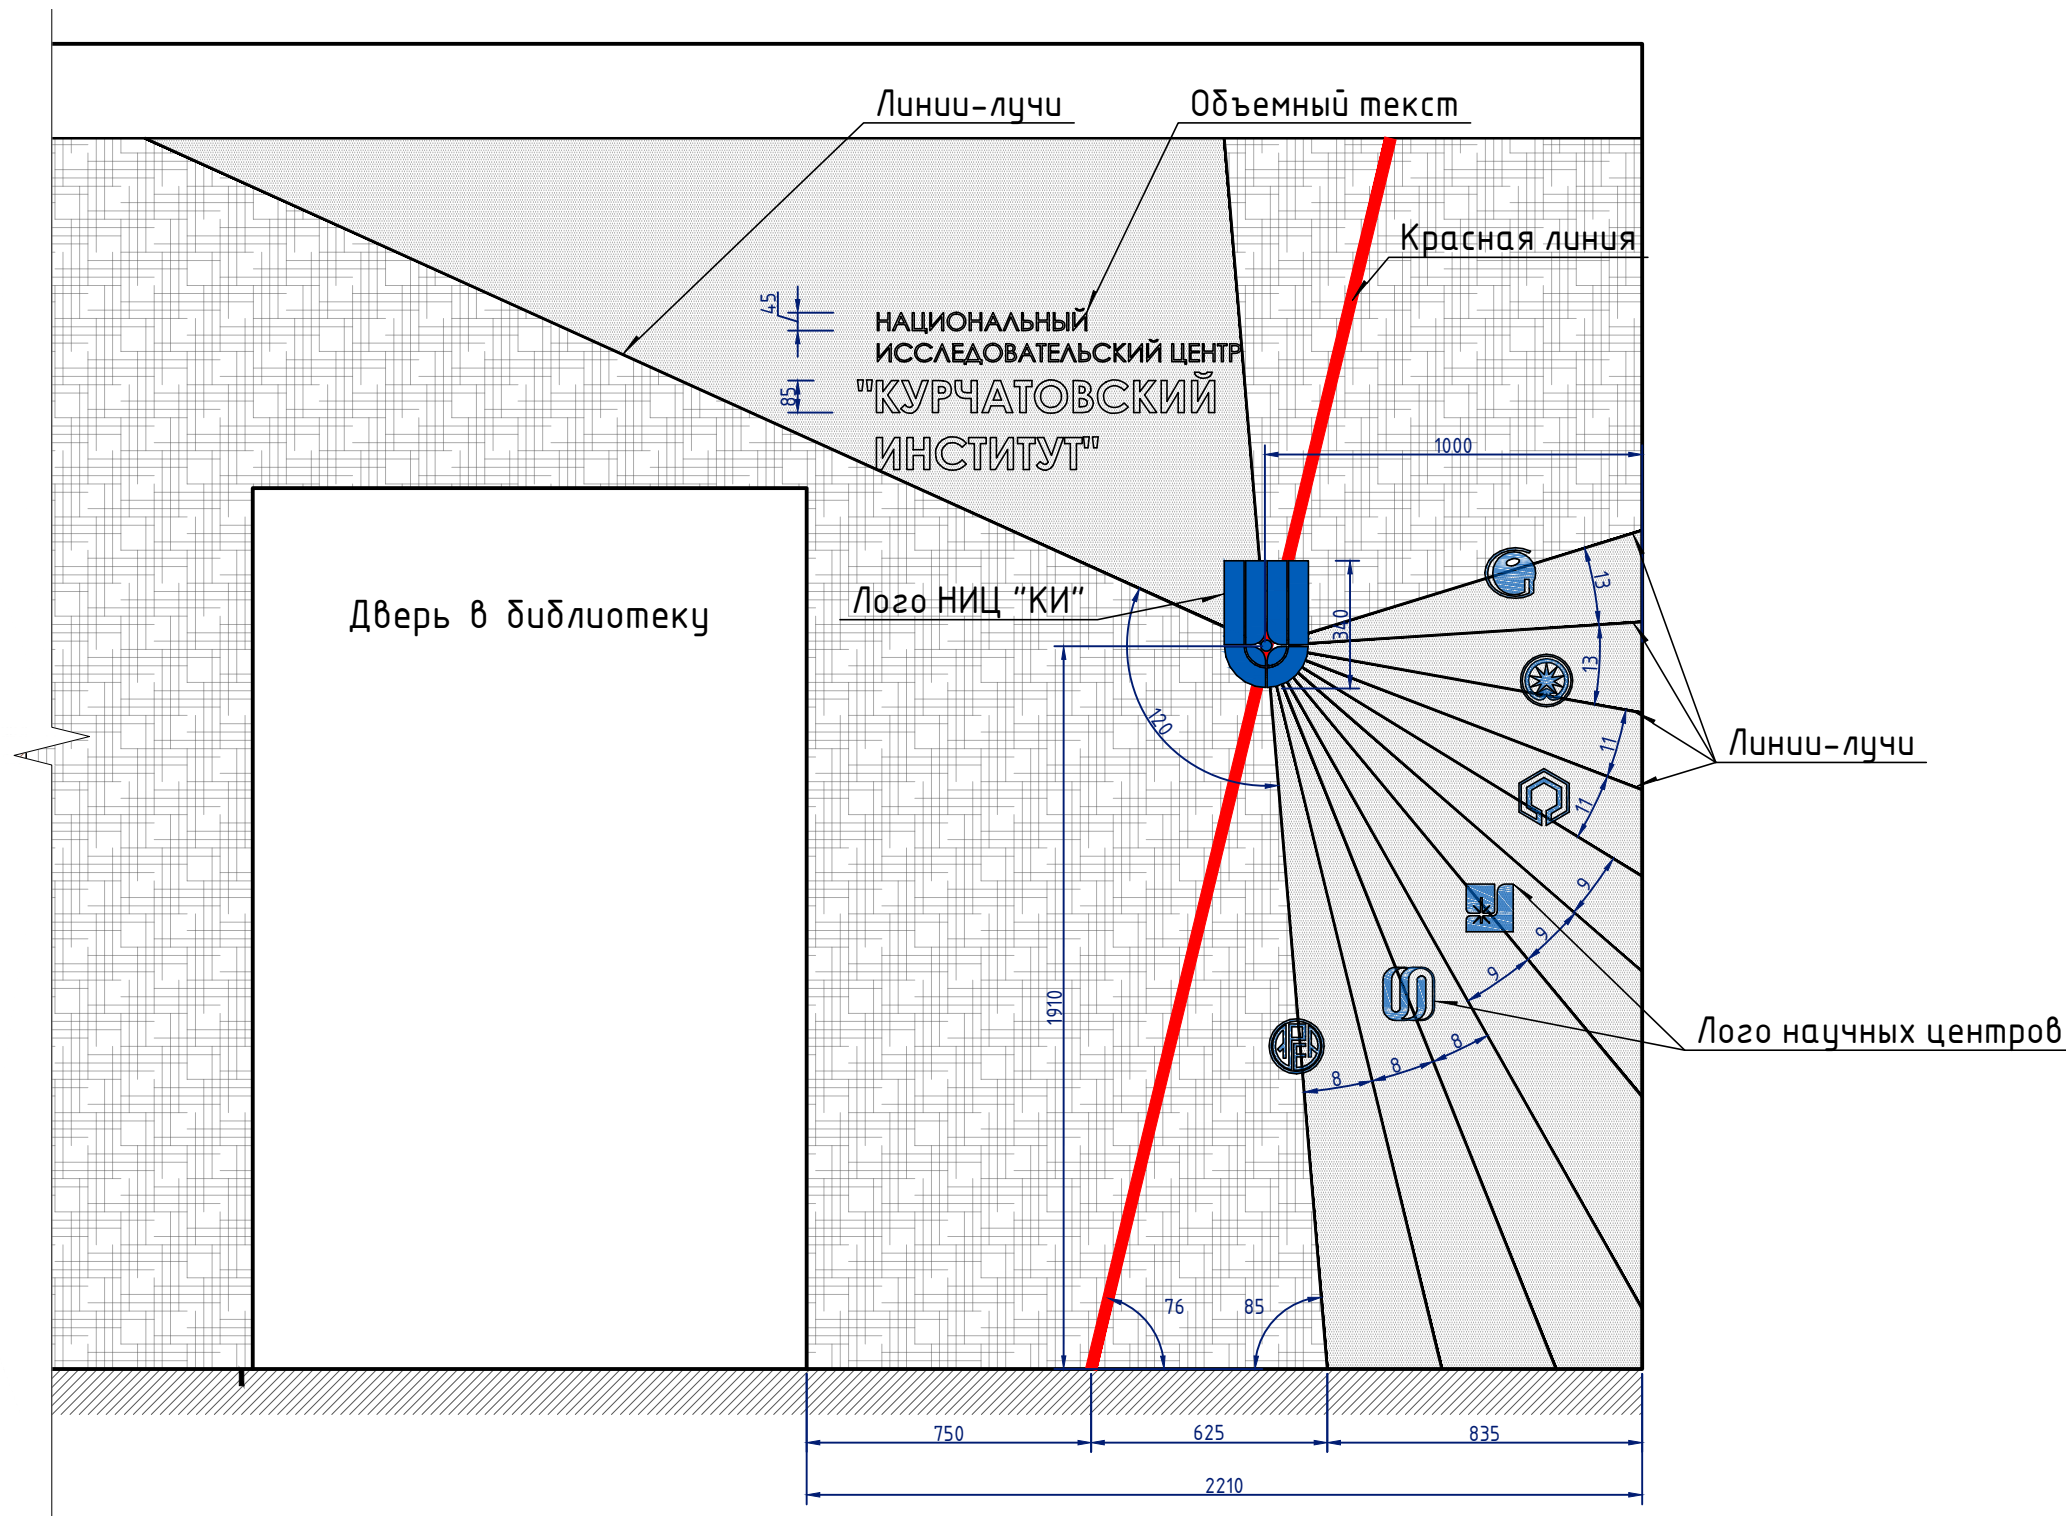 Линии-лучи
Объемный текст
Красная линия
45
НАЦИОНАЛЬНЫЙ
ИССЛЕДОВАТЕЛЬСКИЙ ЦЕНТР
85
"КУРЧАТОВСКИЙ
ИНСТИТУТ"
1000
Дверь в библиотеку
Лого НИЦ "КИ"
340
13
13
120
11
Линии-лучи
11
9
9
9
1910
Лого научных центров
8
8
8
76
85
750
625
835
2210